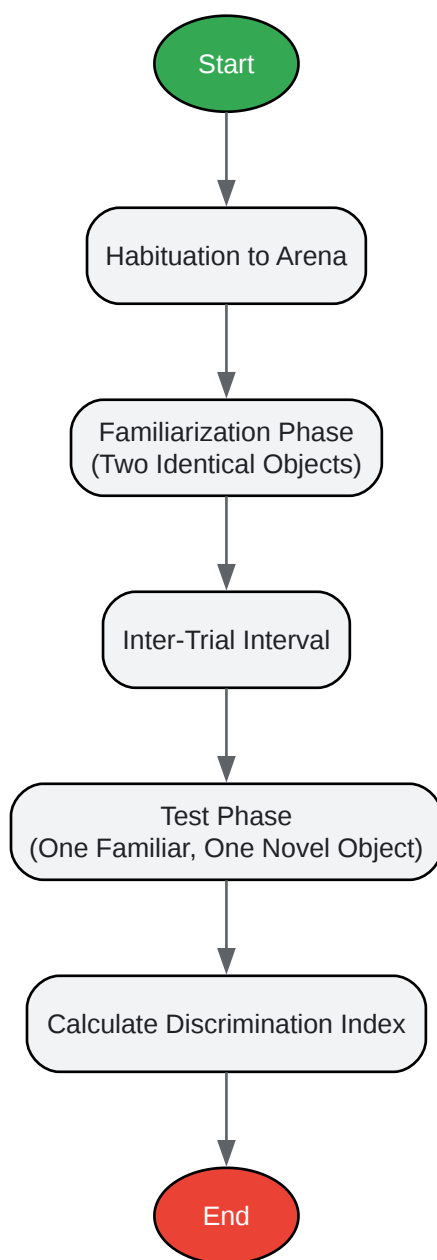 Start
Habituation to Arena
Familiarization Phase
(Two Identical Objects)
Inter-Trial Interval
Test Phase
(One Familiar, One Novel Object)
Calculate Discrimination Index
End